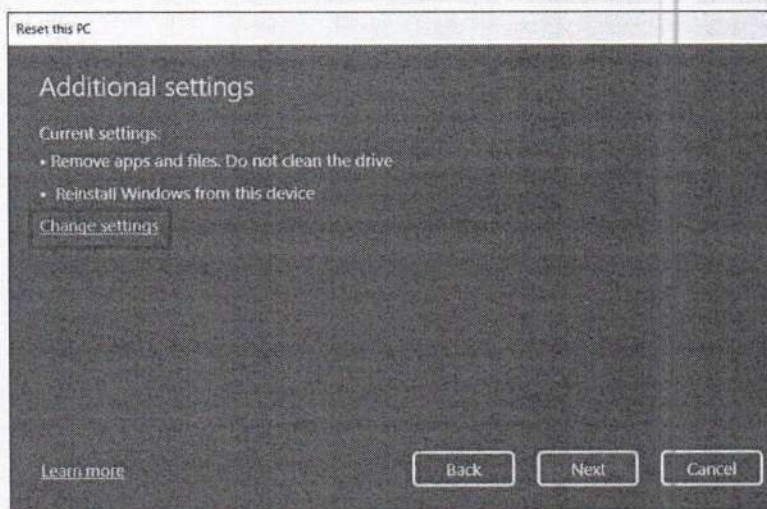 Reset this PC
Additional settings
Current settings:
• Remove apps and files. Do not clean the drive
• Reinstall Windows from this device
Change settings
Learn more
Back
Next
Cancel